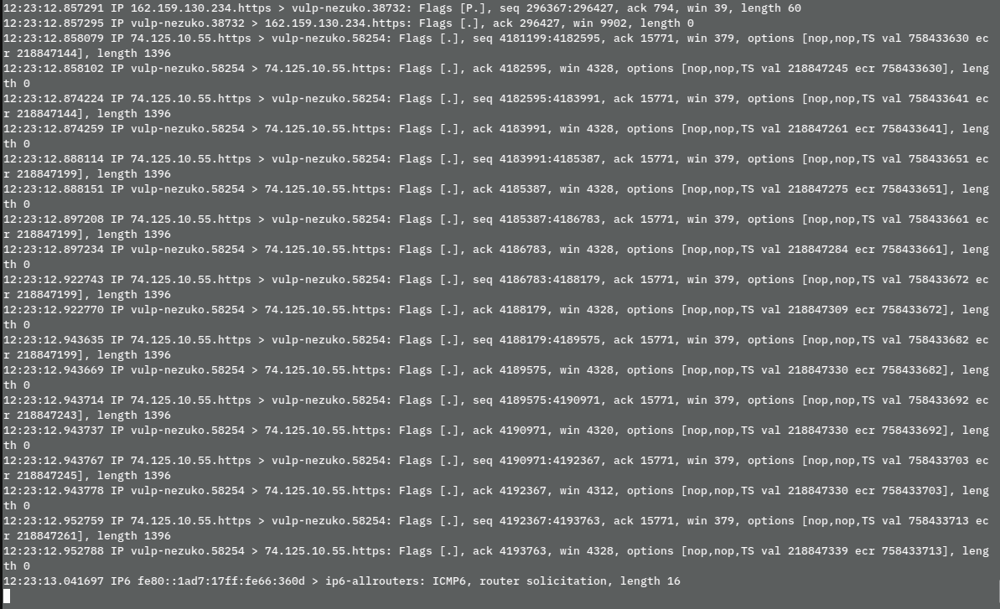 12:23:12.857291 IP 162.159.130.234.https > vulp-nezuko.38732: Flags [P.], seq 296367:296427, ack 794, win 39, length 60
12:23:12.857295 IP vulp-nezuko.38732 > 162.159.130.234.https: Flags [.], ack 296427, win 9902, length 0
12:23:12.858079 IP 74.125.10.55.https > vulp-nezuko.58254: Flags [.], seq 4181199:4182595, ack 15771, win 379, options [nop,nop,TS val 758433630 ec
r 218847144], length 1396
12:23:12.858102 IP vulp-nezuko.58254 > 74.125.10.55.https: Flags [.], ack 4182595, win 4328, options [nop,nop,TS val 218847245 ecr 758433630], leng
th 0
12:23:12.874224 IP 74.125.10.55.https > vulp-nezuko.58254: Flags [.], seq 4182595:4183991, ack 15771, win 379, options [nop,nop,TS val 758433641 ec
r 218847144], length 1396
12:23:12.874259 IP vulp-nezuko.58254 > 74.125.10.55.https: Flags [.], ack 4183991, win 4328, options [nop,nop,TS val 218847261 ecr 758433641], leng
th 0
12:23:12.888114 IP 74.125.10.55.https > vulp-nezuko.58254: Flags [.], seq 4183991:4185387, ack 15771, win 379, options [nop,nop,TS val 758433651 ec
r 218847199], length 1396
12:23:12.888151 IP vulp-nezuko.58254 > 74.125.10.55.https: Flags [.], ack 4185387, win 4328, options [nop,nop,TS val 218847275 ecr 758433651], leng
th 0
12:23:12.897208 IP 74.125.10.55.https > vulp-nezuko.58254: Flags [.], seq 4185387:4186783, ack 15771, win 379, options [nop,nop,TS val 758433661 ec
r 218847199], length 1396
12:23:12.897234 IP vulp-nezuko.58254 > 74.125.10.55.https: Flags [.], ack 4186783, win 4328, options [nop,nop,TS val 218847284 ecr 758433661], leng
th 0
12:23:12.922743 IP 74.125.10.55.https > vulp-nezuko.58254: Flags [.], seq 4186783:4188179, ack 15771, win 379, options [nop,nop,TS val 758433672 ec
r 218847199], length 1396
12:23:12.922770 IP vulp-nezuko.58254 > 74.125.10.55.https: Flags [.], ack 4188179, win 4328, options [nop,nop,TS val 218847309 ecr 758433672], leng
th 0
12:23:12.943635 IP 74.125.10.55.https > vulp-nezuko.58254: Flags [.], seq 4188179:4189575, ack 15771, win 379, options [nop,nop,TS val 758433682 ec
r 218847199], length 1396
12:23:12.943669 IP vulp-nezuko.58254 > 74.125.10.55.https: Flags [.], ack 4189575, win 4328, options [nop,nop,TS val 218847330 ecr 758433682], leng
th 0
12:23:12.943714 IP 74.125.10.55.https > vulp-nezuko.58254: Flags [.], seq 4189575:4190971, ack 15771, win 379, options [nop,nop,TS val 758433692 ec
r 218847243], length 1396
12:23:12.943737 IP vulp-nezuko.58254 > 74.125.10.55.https: Flags [.], ack 4190971, win 4320, options [nop,nop,TS val 218847330 ecr 758433692], leng
th 0
12:23:12.943767 IP 74.125.10.55.https > vulp-nezuko.58254: Flags [.], seq 4190971:4192367, ack 15771, win 379, options [nop,nop,TS val 758433703 ec
r 218847245], length 1396
12:23:12.943778 IP vulp-nezuko.58254 > 74.125.10.55.https: Flags [.], ack 4192367, win 4312, options [nop,nop,TS val 218847330 ecr 758433703], leng
th 0
12:23:12.952759 IP 74.125.10.55.https > vulp-nezuko.58254: Flags [.], seq 4192367:4193763, ack 15771, win 379, options [nop,nop,TS val 758433713 ec
r 218847261], length 1396
12:23:12.952788 IP vulp-nezuko.58254 > 74.125.10.55.https: Flags [.], ack 4193763, win 4328, options [nop,nop,TS val 218847339 ecr 758433713], leng
th 0
12:23:13.041697 IP6 fe80::1ad7:17ff:fe66:360d > ip6-allrouters: ICMP6, router solicitation, length 16